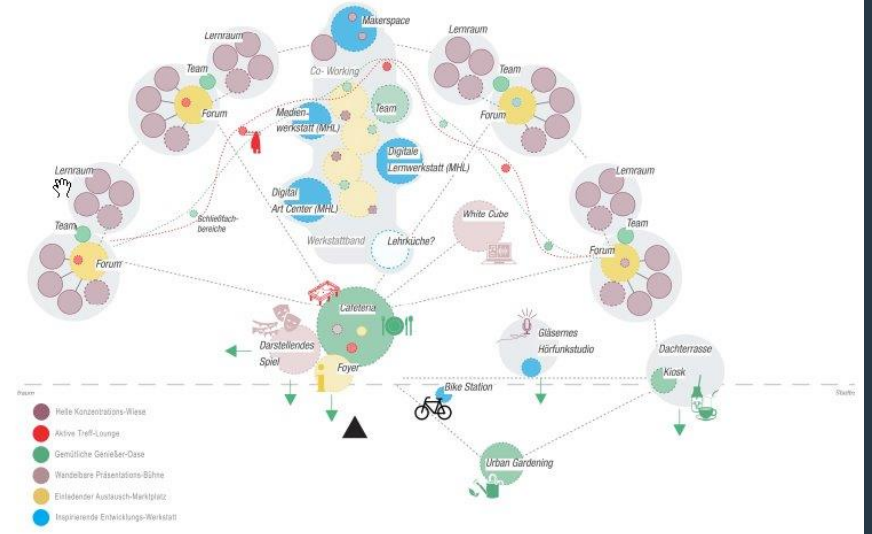 Makerspace
Lernraum
Lernraum
Co- Working
Team
Team
Medien
werkstatt (MHL)
Team
Forum
Forum
Digitale
Lernwerkstatt (MHL)
Lernraum
Lernraum
Digital
Art Center (MHL)
White Cube
Schließfach-
bereiche
Team
Team
Werkstattband
Lehrküche?
Forum
Forum
Cafeteria
Darstellendes
Spiel
Gläsernes
Hörfunkstudio
Dachterrasse
Foyer
Kiosk
Bike Station
Helle Konzentrations-Wiese
Aktive Treff-Lounge
Gemütliche Genießer-Oase
Wandelbare Präsentations-Bühne
Einladender Austausch-Marktplatz
Inspirierende Entwicklungs-Werkstatt
Urban Gardening